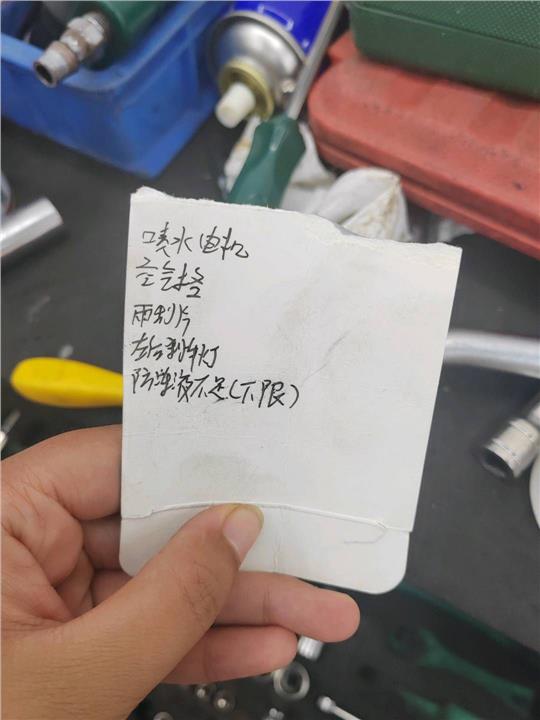 喷水电机
空气格
雨刮片
左后刹车灯
防冻液不足(下限)